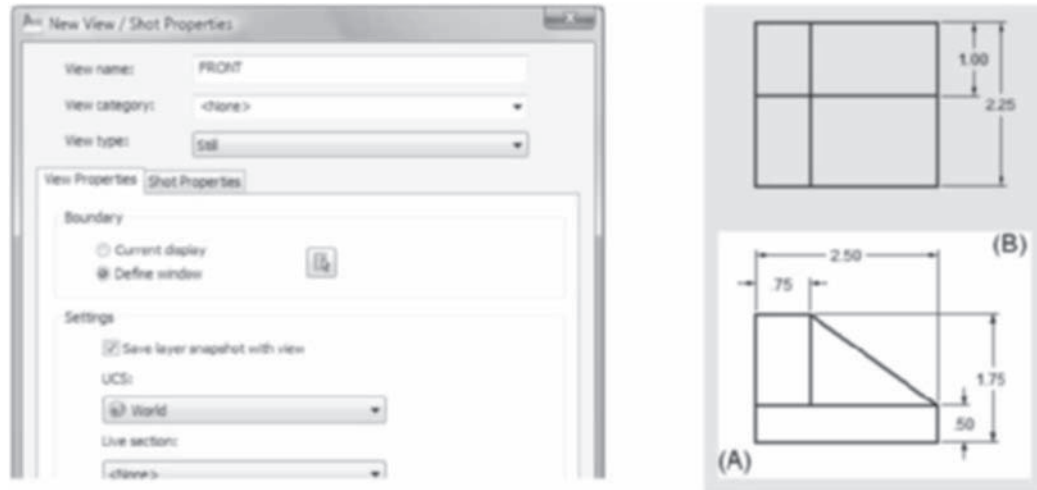 New View / Shot Properties
View name: FRONT
View category: <None>
View type: Still
View Properties Shot Properties
Boundary
Current display
Define window
Settings
Save layer snapshot with view
UCS:
World
Live section:
<None>
1.00
2.25
(B)
2.50
.75
1.75
.50
(A)